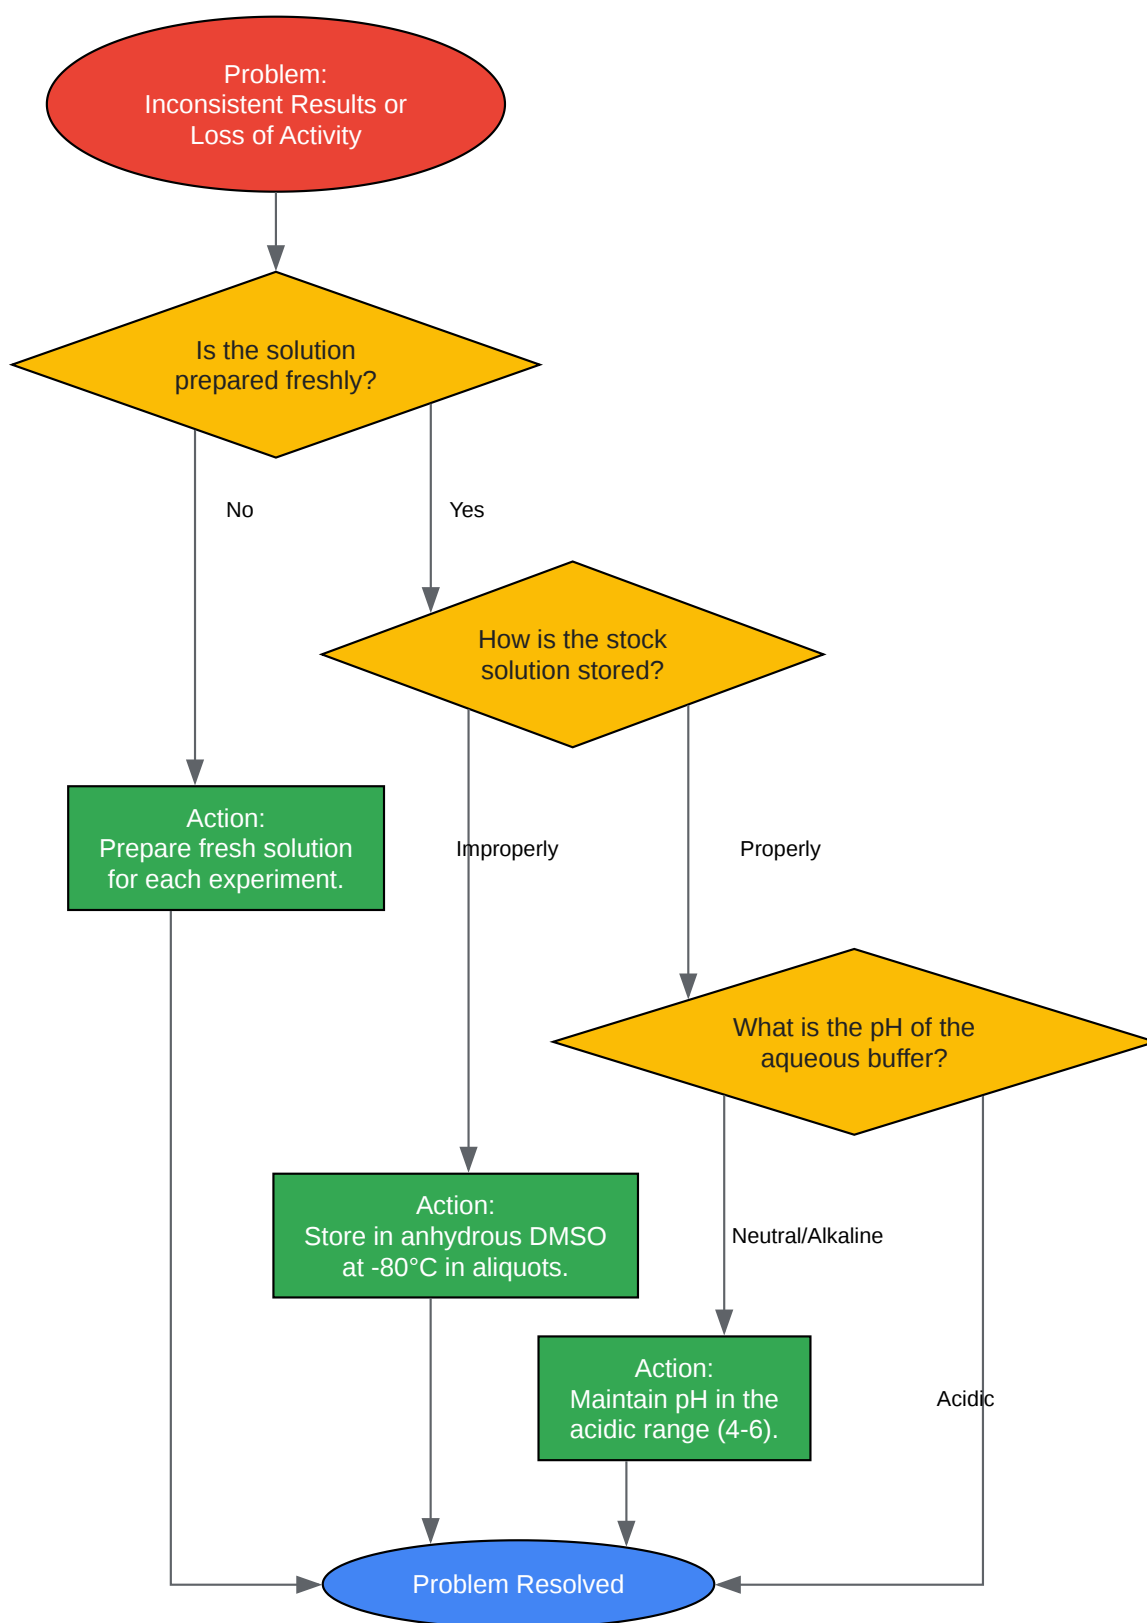 Problem:
Inconsistent Results or
Loss of Activity
Is the solution
prepared freshly?
No
Yes
How is the stock
solution stored?
Action:
Prepare fresh solution
for each experiment.
Improperly
Properly
What is the pH of the
aqueous buffer?
Action:
Store in anhydrous DMSO
at -80°C in aliquots.
Neutral/Alkaline
Action:
Maintain pH in the
acidic range (4-6).
Acidic
Problem Resolved